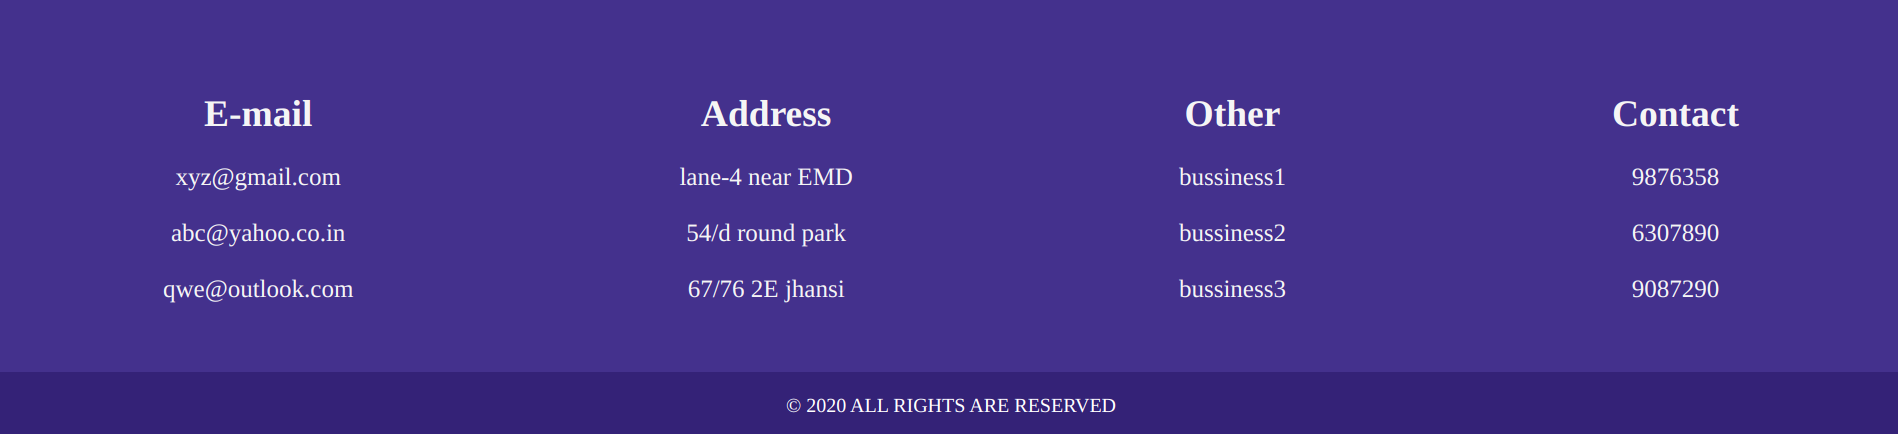 E-mail
xyz@gmail.com
abc@yahoo.co.in
qwe@outlook.com
Address
lane-4 near EMD
54/d round park
67/76 2E jhansi
Other
bussiness1
bussiness2
bussiness3
Contact
9876358
6307890
9087290
© 2020 ALL RIGHTS ARE RESERVED